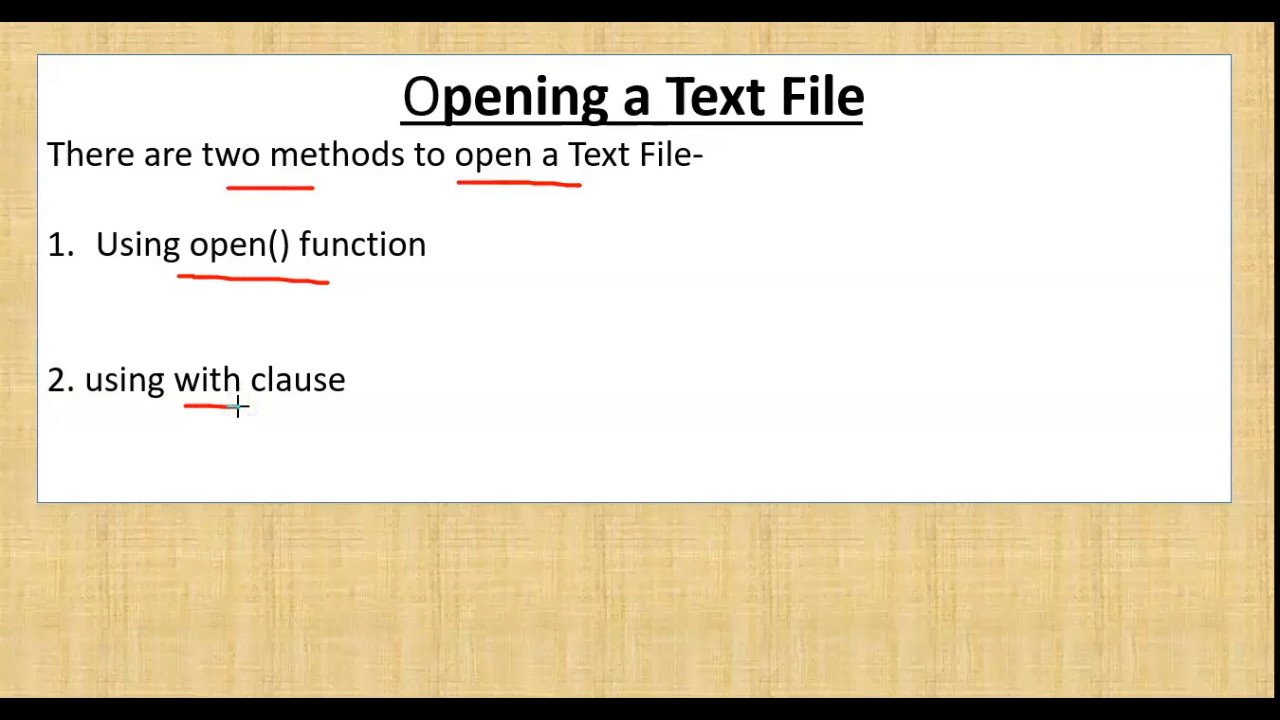 Opening a Text File
There are two methods to open a Text File-
1. Using open() function
2. using with clause